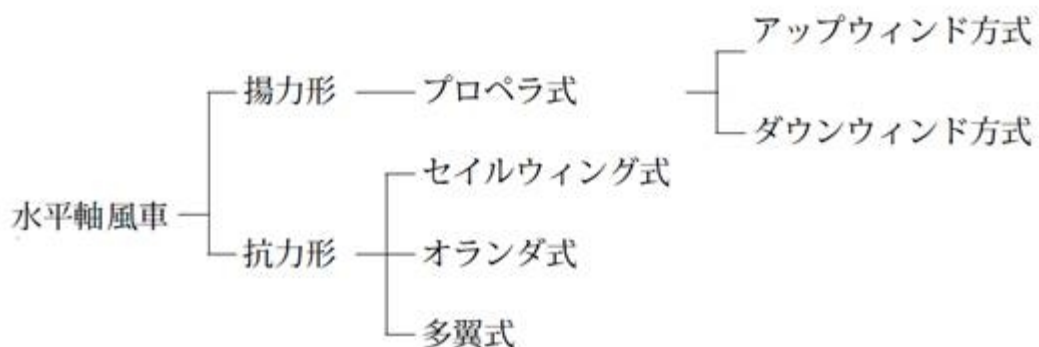 アップウィンド方式
揚力形
プロペラ式
ダウンウィンド方式
セイルウィング式
水平軸風車
抗力形
オランダ式
多翼式